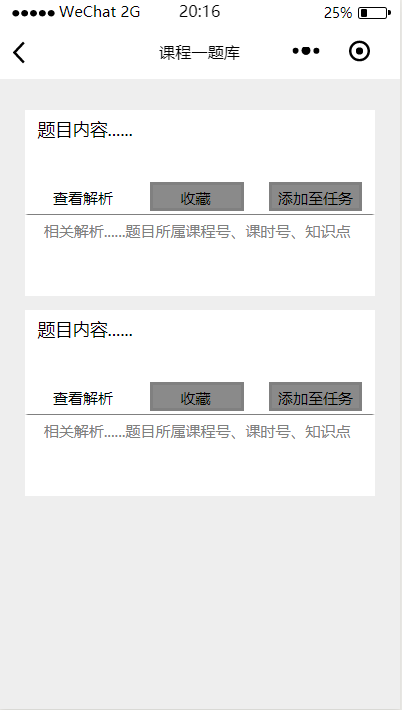 WeChat 2G 20:16 25%
课程一题库
题目内容......
查看解析 收藏 添加至任务
相关解析......题目所属课程号、课时号、知识点
题目内容......
查看解析 收藏 添加至任务
相关解析......题目所属课程号、课时号、知识点